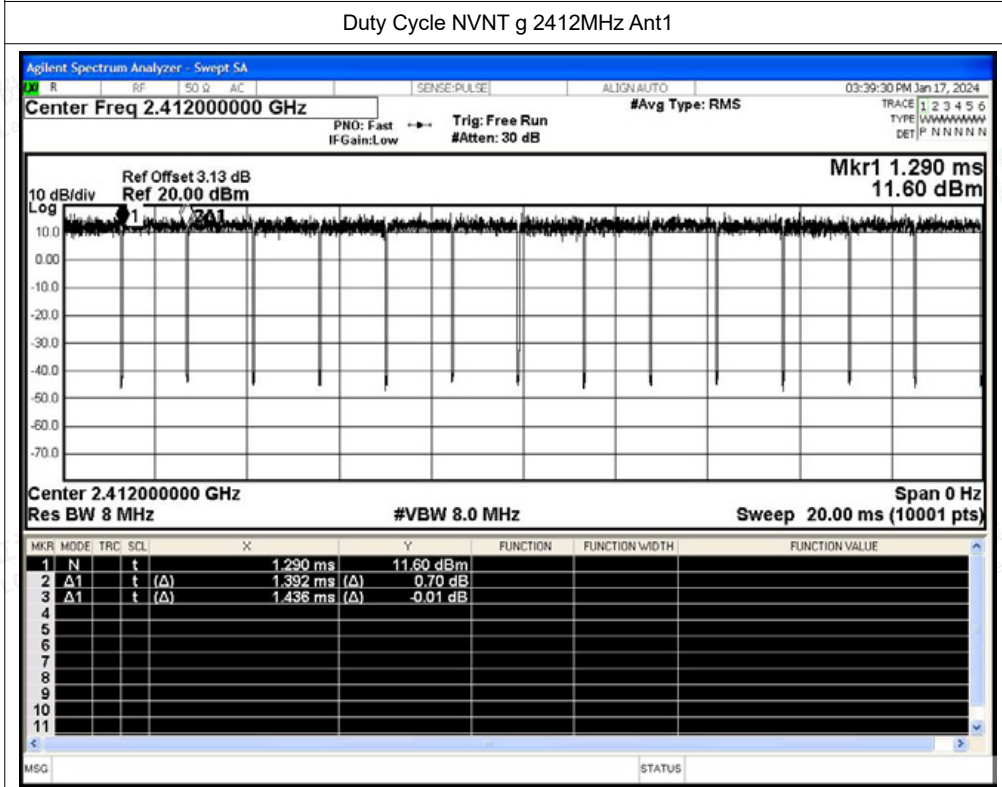 Duty Cycle NVNT g 2412MHz Ant1
Agilent Spectrum Analyzer - Swept SA
R RF 50 Ω AC SENSE:PULSE ALIGN AUTO 03:39:30 PM Jan 17, 2024
Center Freq 2.412000000 GHz #Avg Type: RMS TRACE 1 2 3 4 5 6
PNO: Fast Trig: Free Run TYPE WWWWWW
IFGain:Low #Atten: 30 dB DET P N N N N N
Mkr1 1.290 ms
11.60 dBm
Ref Offset 3.13 dB
10 dB/div Ref 20.00 dBm
Log
1 2Δ1
10.0
0.00
-10.0
-20.0
-30.0
-40.0
-50.0
-60.0
-70.0
Center 2.412000000 GHz Span 0 Hz
Res BW 8 MHz #VBW 8.0 MHz Sweep 20.00 ms (10001 pts)
MKR MODE TRC SCL X Y FUNCTION FUNCTION WIDTH FUNCTION VALUE
1 N t 1.290 ms 11.60 dBm
2 Δ1 t (Δ) 1.392 ms (Δ) 0.70 dB
3 Δ1 t (Δ) 1.436 ms (Δ) -0.01 dB
4
5
6
7
8
9
10
11
MSG STATUS